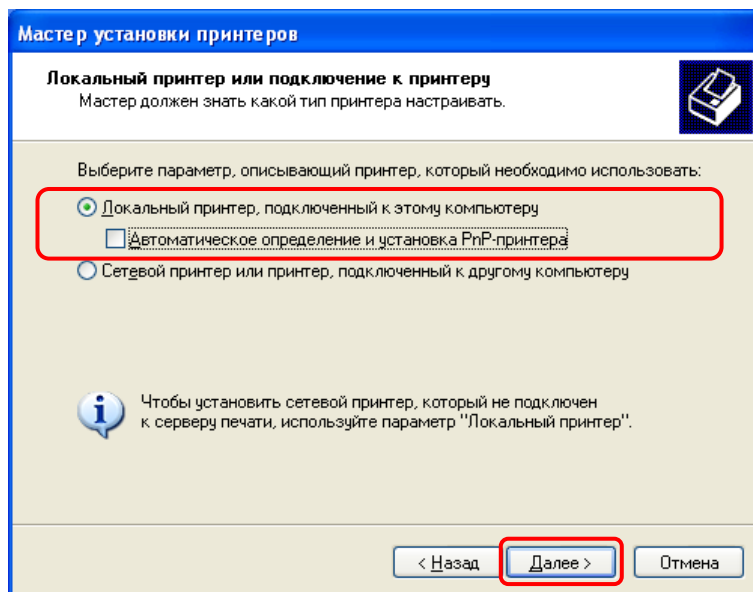 Мастер установки принтеров
Локальный принтер или подключение к принтеру
Мастер должен знать какой тип принтера настраивать.
Выберите параметр, описывающий принтер, который необходимо использовать:
Локальный принтер, подключенный к этому компьютеру
Автоматическое определение и установка PnP-принтера
Сетевой принтер или принтер, подключенный к другому компьютеру
Чтобы установить сетевой принтер, который не подключен
к серверу печати, используйте параметр "Локальный принтер".
< Назад Далее > Отмена